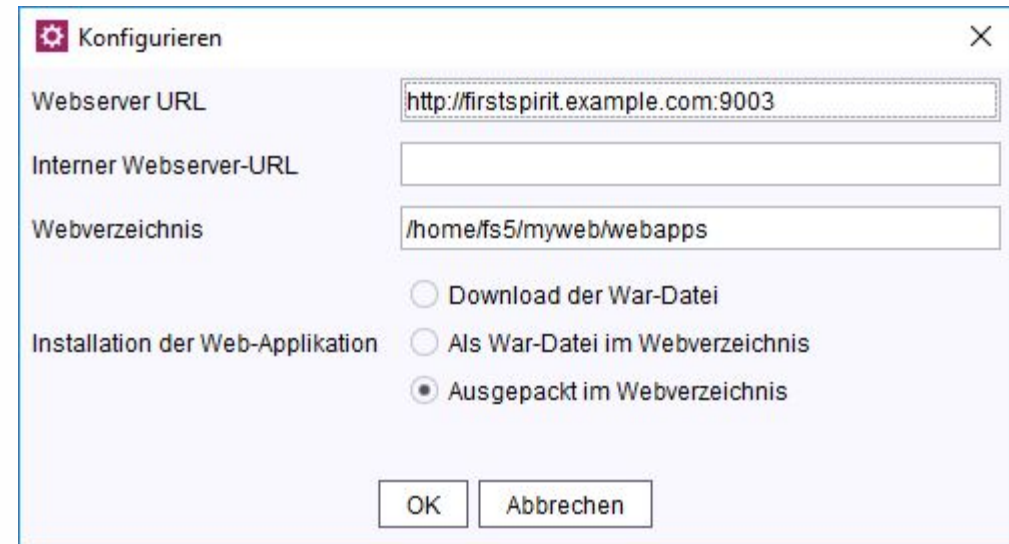 Konfigurieren
Webserver URL http://firstspirit.example.com:9003
Interner Webserver-URL
Webverzeichnis /home/fs5/myweb/webapps
Download der War-Datei
Installation der Web-Applikation Als War-Datei im Webverzeichnis
Ausgepackt im Webverzeichnis
OK Abbrechen